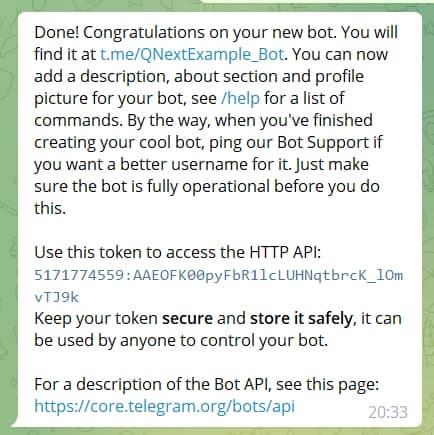 Done! Congratulations on your new bot. You will
find it at t.me/QNextExample_Bot. You can now
add a description, about section and profile
picture for your bot, see /help for a list of
commands. By the way, when you've finished
creating your cool bot, ping our Bot Support if
you want a better username for it. Just make
sure the bot is fully operational before you do
this.
Use this token to access the HTTP API:
5171774559:AAEOFK00pyFbR1lcLUHNqtbrcK_lOm
vTJ9k
Keep your token secure and store it safely, it can
be used by anyone to control your bot.
For a description of the Bot API, see this page:
https://core.telegram.org/bots/api
20:33